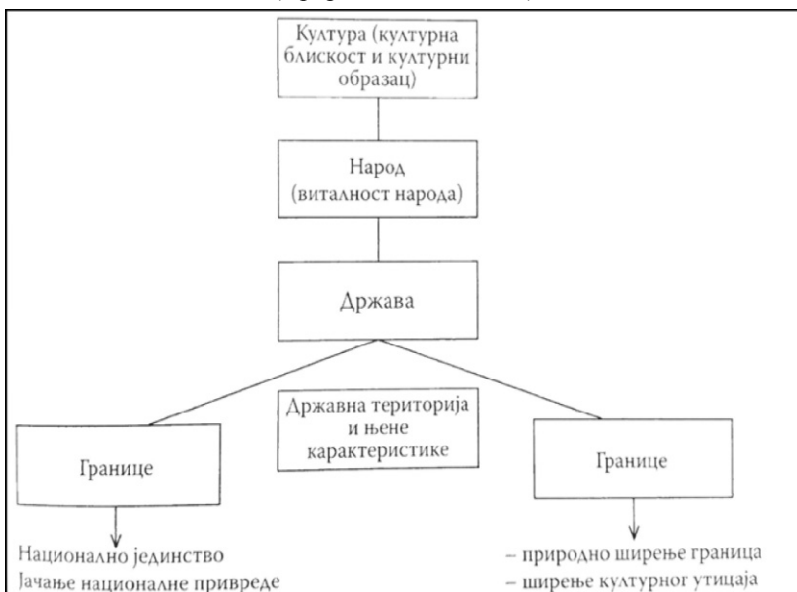 Култура (културна
блискост и културни
образац)
Народ
(виталност народа)
Држава
Државна територија
и њене
карактеристике
Границе
Границе
Национално јединство
Јачање националне привреде
– природно ширење граница
– ширење културног утицаја